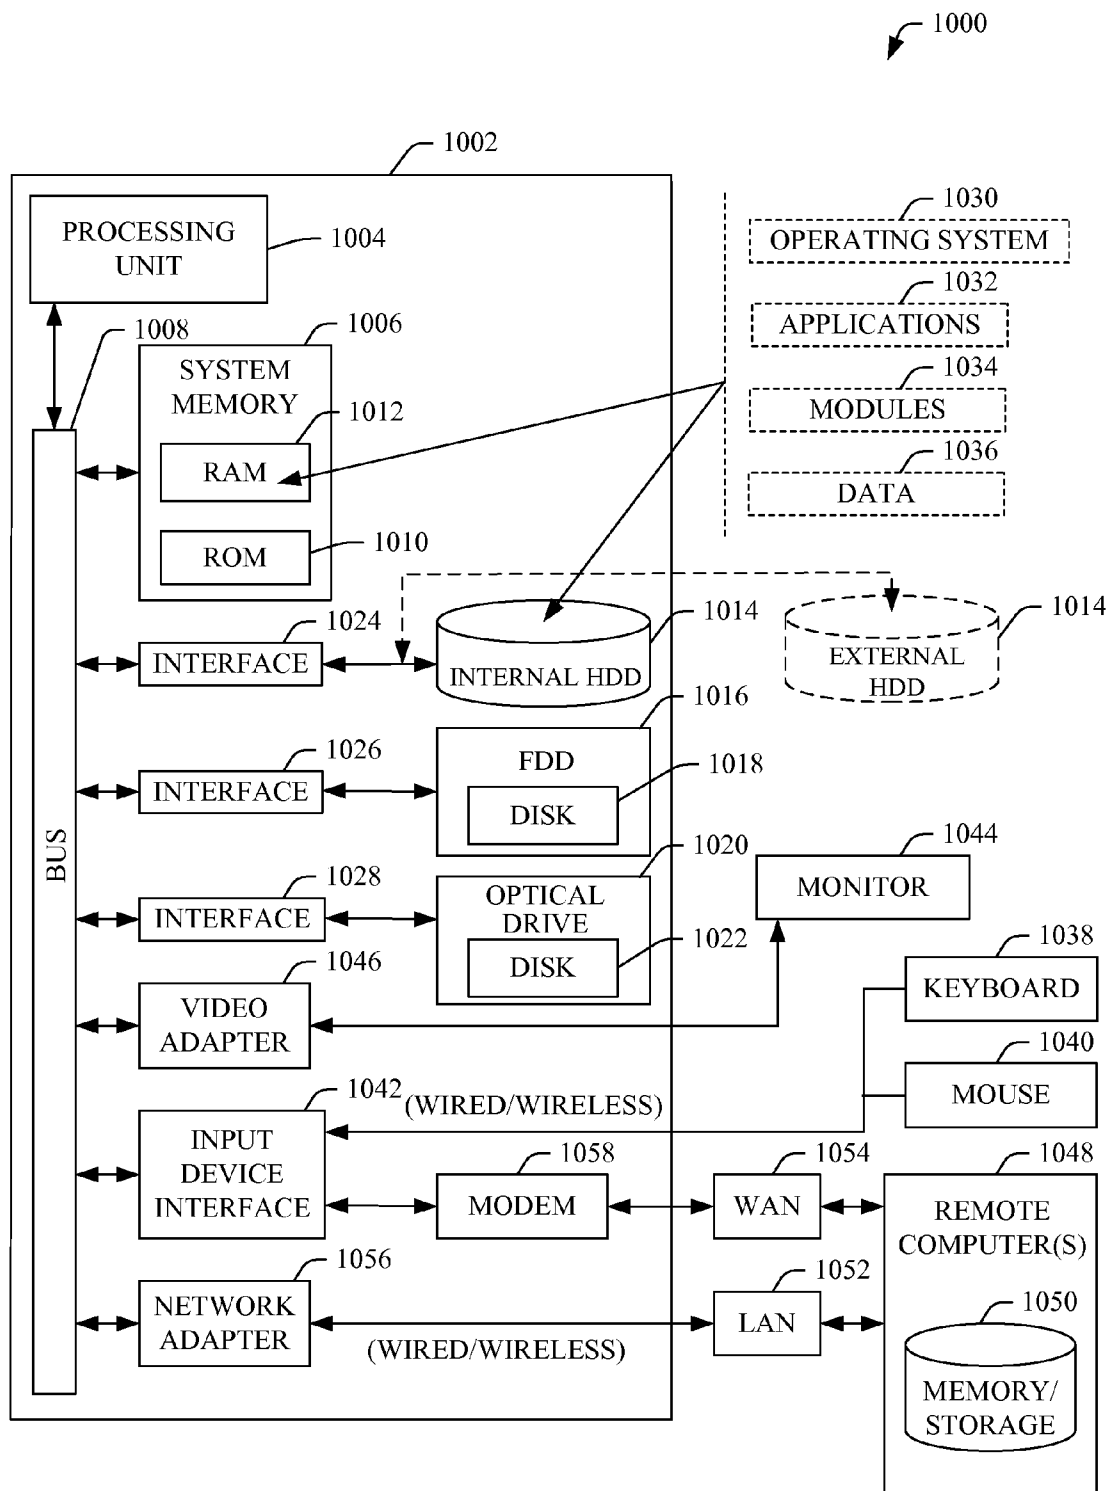 1000
1002
PROCESSING
UNIT
1004
1030
OPERATING SYSTEM
1032
APPLICATIONS
1034
MODULES
1036
DATA
1008
1006
SYSTEM
MEMORY
1012
RAM
ROM
1010
1024
INTERFACE
INTERNAL HDD
1014
EXTERNAL
HDD
1014
1026
INTERFACE
1016
FDD
1018
DISK
BUS
1028
INTERFACE
1020
OPTICAL
DRIVE
1022
DISK
1044
MONITOR
1046
VIDEO
ADAPTER
1038
KEYBOARD
1040
MOUSE
1042
(WIRED/WIRELESS)
INPUT
DEVICE
INTERFACE
1058
MODEM
1054
WAN
1048
REMOTE
COMPUTER(S)
1056
NETWORK
ADAPTER
(WIRED/WIRELESS)
1052
LAN
1050
MEMORY/
STORAGE